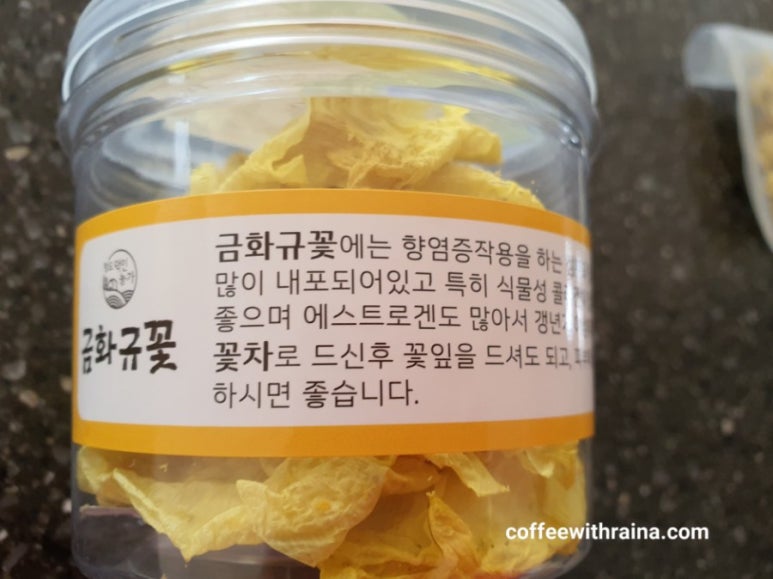 금화규꽃
금화규꽃에는 향염증작용을 하는
많이 내포되어있고 특히 식물성
좋으며 에스트로겐도 많아서
꽃차로 드신후 꽃잎을 드셔도 되고,
하시면 좋습니다.
coffeewithraina.com